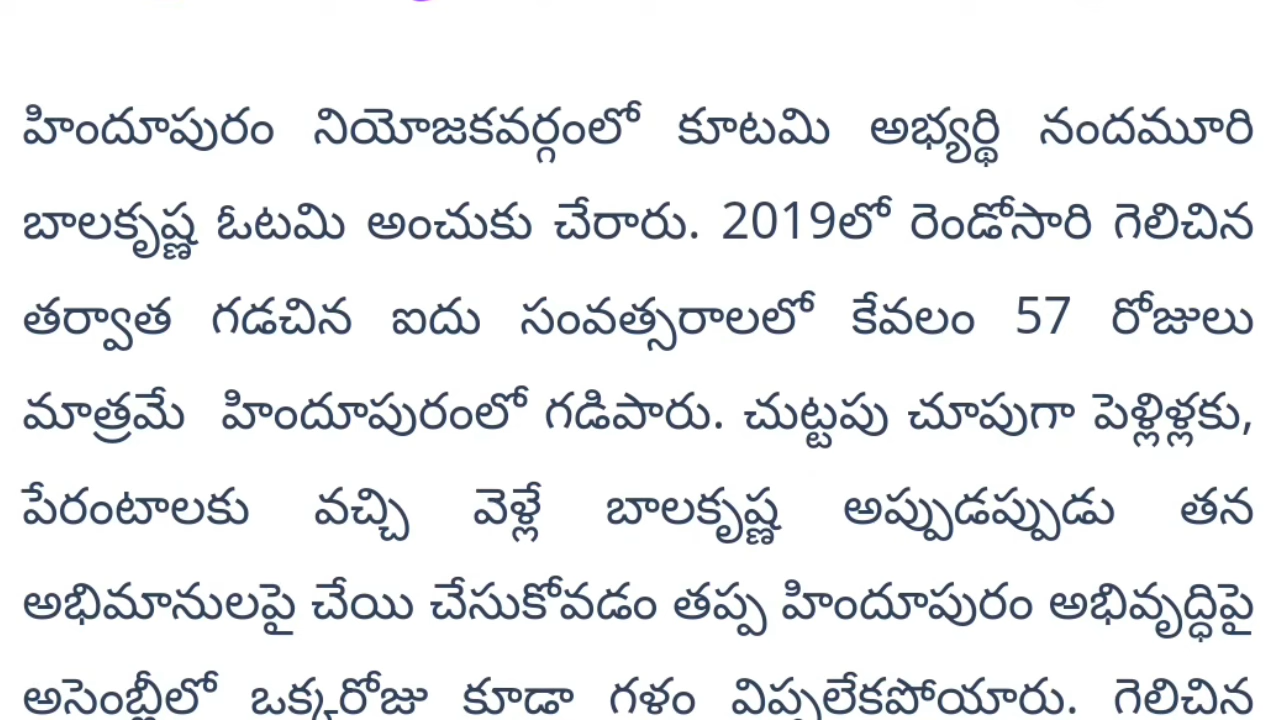 హిందూపురం నియోజకవర్గంలో కూటమి అభ్యర్థి నందమూరి
బాలకృష్ణ ఓటమి అంచుకు చేరారు. 2019లో రెండోసారి గెలిచిన
తర్వాత గడచిన ఐదు సంవత్సరాలలో కేవలం 57 రోజులు
మాత్రమే హిందూపురంలో గడిపారు. చుట్టపు చూపుగా పెళ్లిళ్లకు,
పేరంటాలకు వచ్చి వెళ్లే బాలకృష్ణ అప్పుడప్పుడు తన
అభిమానులపై చేయి చేసుకోవడం తప్ప హిందూపురం అభివృద్ధిపై
అసెంబ్లీలో ఒక్కరోజు కూడా గళం విప్పలేకపోయారు. గెలిచిన